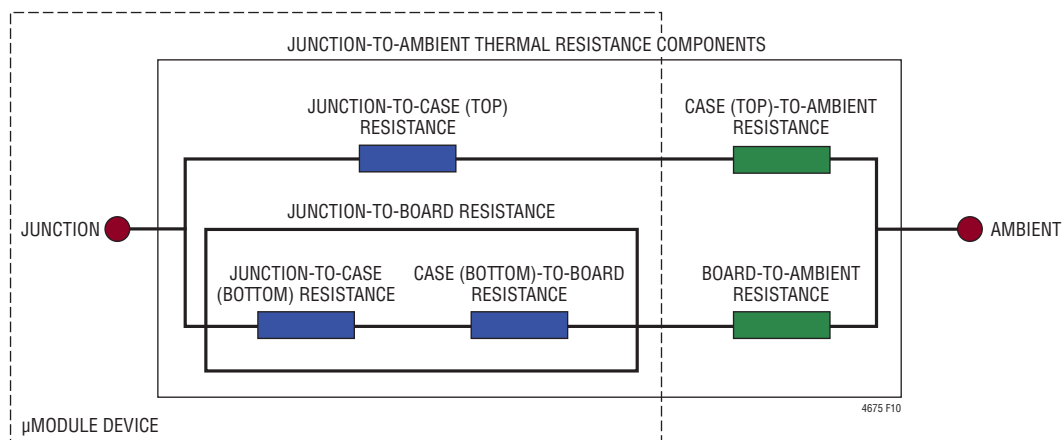 JUNCTION-TO-AMBIENT THERMAL RESISTANCE COMPONENTS
JUNCTION-TO-CASE (TOP)
RESISTANCE
CASE (TOP)-TO-AMBIENT
RESISTANCE
JUNCTION
JUNCTION-TO-BOARD RESISTANCE
AMBIENT
JUNCTION-TO-CASE
(BOTTOM) RESISTANCE
CASE (BOTTOM)-TO-BOARD
RESISTANCE
BOARD-TO-AMBIENT
RESISTANCE
4675 F10
µMODULE DEVICE